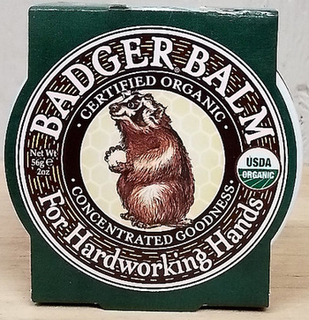 BADGER BALM
· CERTIFIED ORGANIC ·
Net Wt
56g ℮
2oz
USDA
ORGANIC
· CONCENTRATED GOODNESS ·
For Hardworking Hands